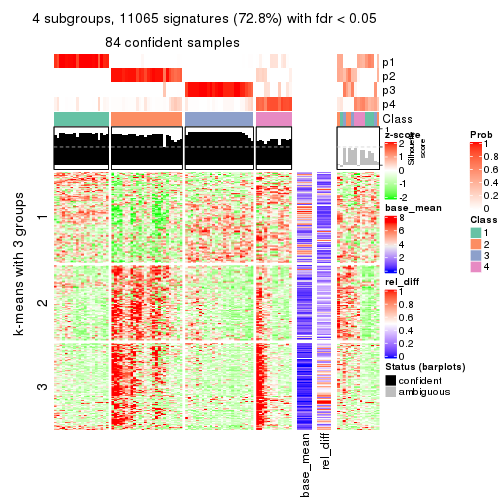 4 subgroups, 11065 signatures (72.8%) with fdr < 0.05
84 confident samples
p1
p2
p3
p4
Class
1
Silhouette
score
k-means with 3 groups
1
2
3
base_mean
rel_diff
z-score
2
1
0
-1
-2
base_mean
8
6
4
2
0
rel_diff
1
0.8
0.6
0.4
0.2
0
Status (barplots)
confident
ambiguous
Prob
1
0.8
0.6
0.4
0.2
0
Class
1
2
3
4